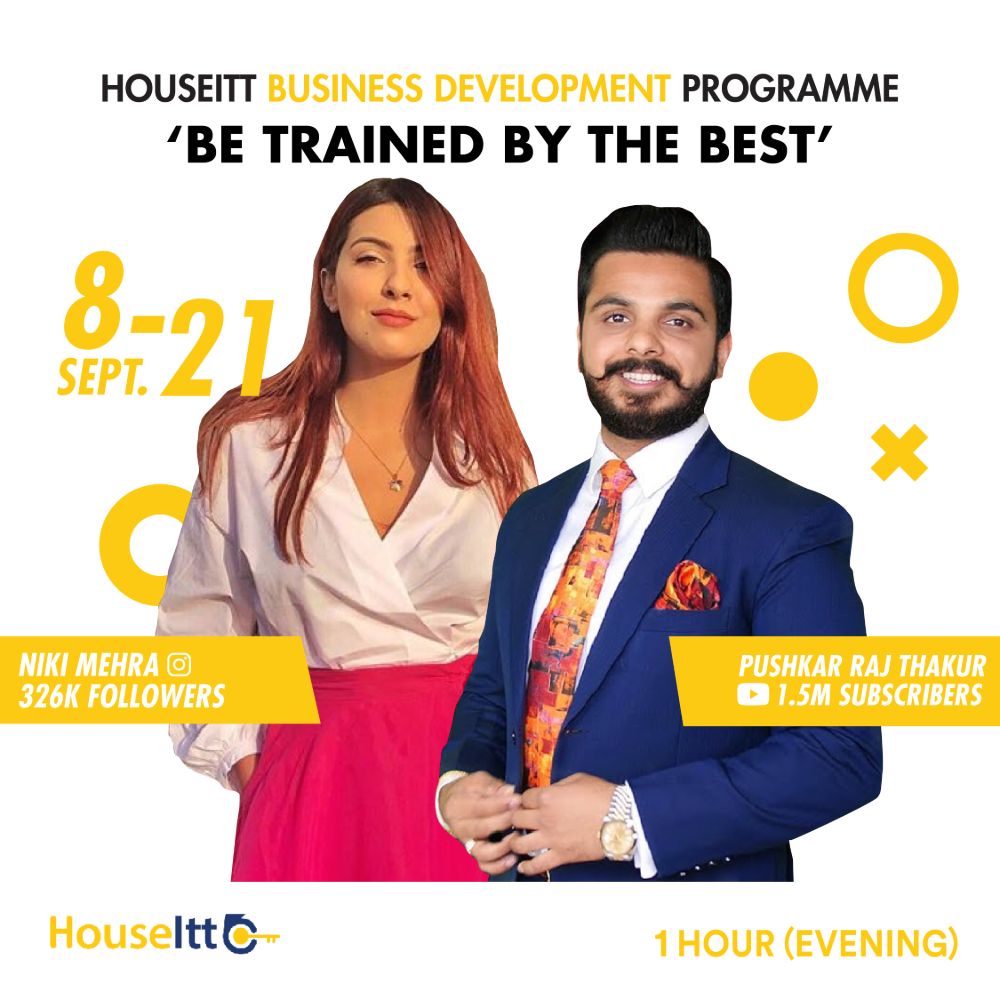 HOUSEITT BUSINESS DEVELOPMENT PROGRAMME
‘BE TRAINED BY THE BEST’
8-21
SEPT.
NIKI MEHRA
326K FOLLOWERS
PUSHKAR RAJ THAKUR
1.5M SUBSCRIBERS
HouseItt
1 HOUR (EVENING)